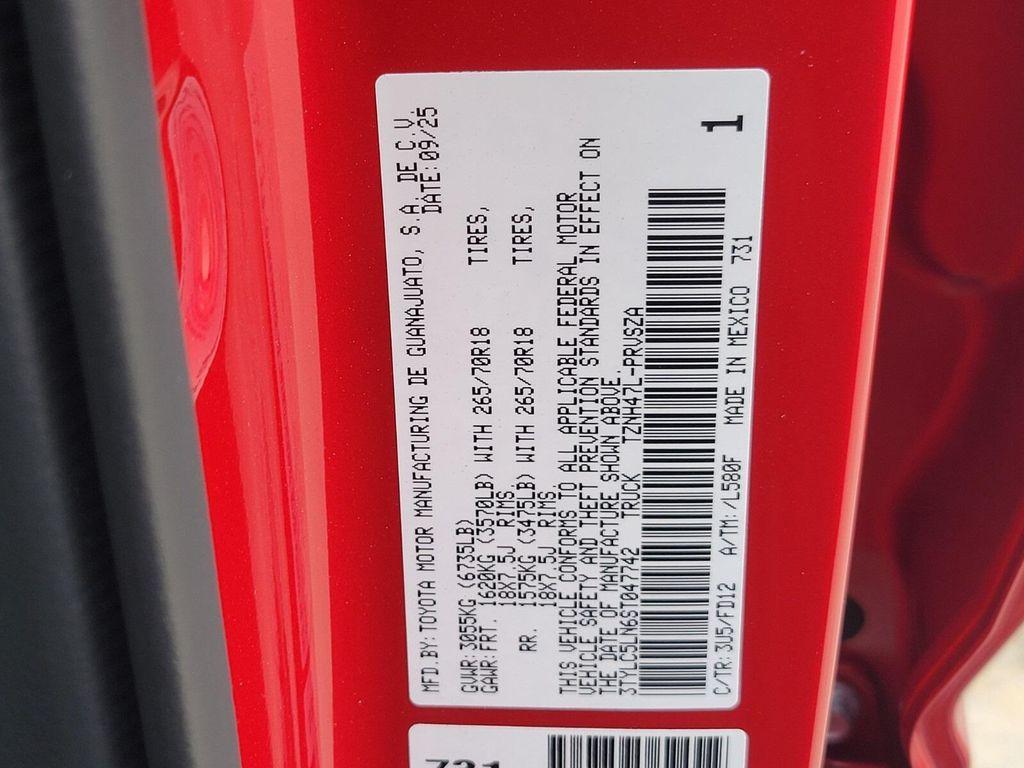 MFD.BY:TOYOTA MOTOR MANUFACTURING DE GUANAJUATO, S.A. DE C.V.
DATE:09/25
GVWR:3055KG (6735LB)
GAWR:FRT. 1620KG (3570LB) WITH 265/70R18 TIRES,
18X7.5J RIMS.
RR. 1575KG (3475LB) WITH 265/70R18 TIRES,
18X7.5J RIMS.
THIS VEHICLE CONFORMS TO ALL APPLICABLE FEDERAL MOTOR
VEHICLE SAFETY AND THEFT PREVENTION STANDARDS IN EFFECT ON
THE DATE OF MANUFACTURE SHOWN ABOVE.
3TYLC5LN6ST047742 TRUCK TZNH47L-PRVSZA
1
C/TR:3U5/FD12 A/TM:/L580F MADE IN MEXICO 731
731